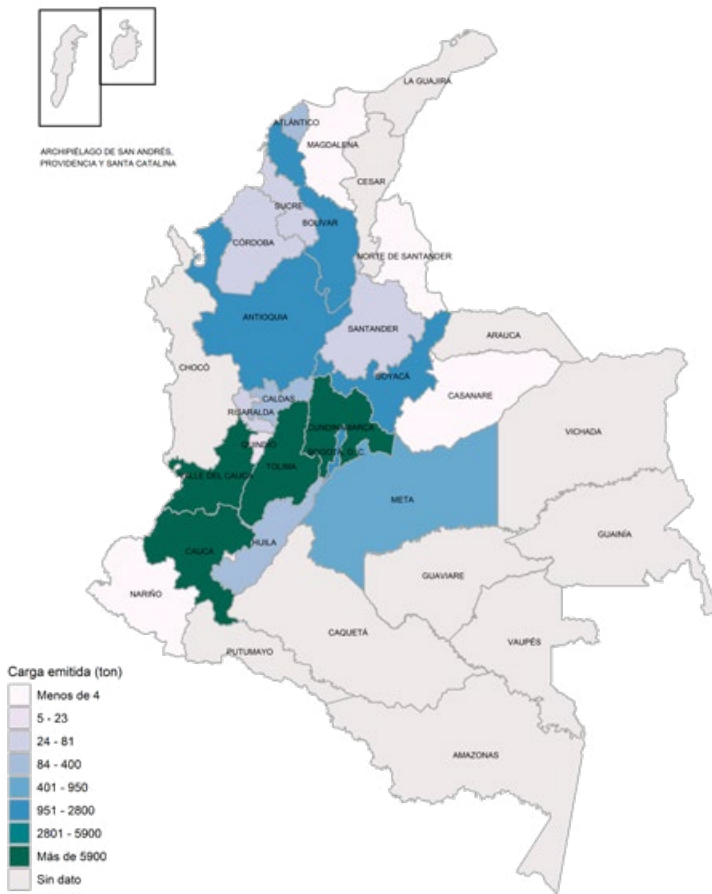 ARCHIPIÉLAGO DE SAN ANDRÉS,
PROVIDENCIA Y SANTA CATALINA
LA GUAJIRA
ATLÁNTICO
MAGDALENA
CESAR
SUCRE
BOLÍVAR
CÓRDOBA
NORTE DE SANTANDER
ANTIOQUIA
SANTANDER
ARAUCA
CHOCÓ
BOYACÁ
CALDAS
CASANARE
RISARALDA
CUNDINAMARCA
VICHADA
QUINDÍO
BOGOTÁ, D.C.
TOLIMA
VALLE DEL CAUCA
META
GUAINÍA
HUILA
CAUCA
GUAVIARE
NARIÑO
CAQUETÁ
VAUPÉS
PUTUMAYO
AMAZONAS
Carga emitida (ton)
Menos de 4
5 - 23
24 - 81
84 - 400
401 - 950
951 - 2800
2801 - 5900
Más de 5900
Sin dato